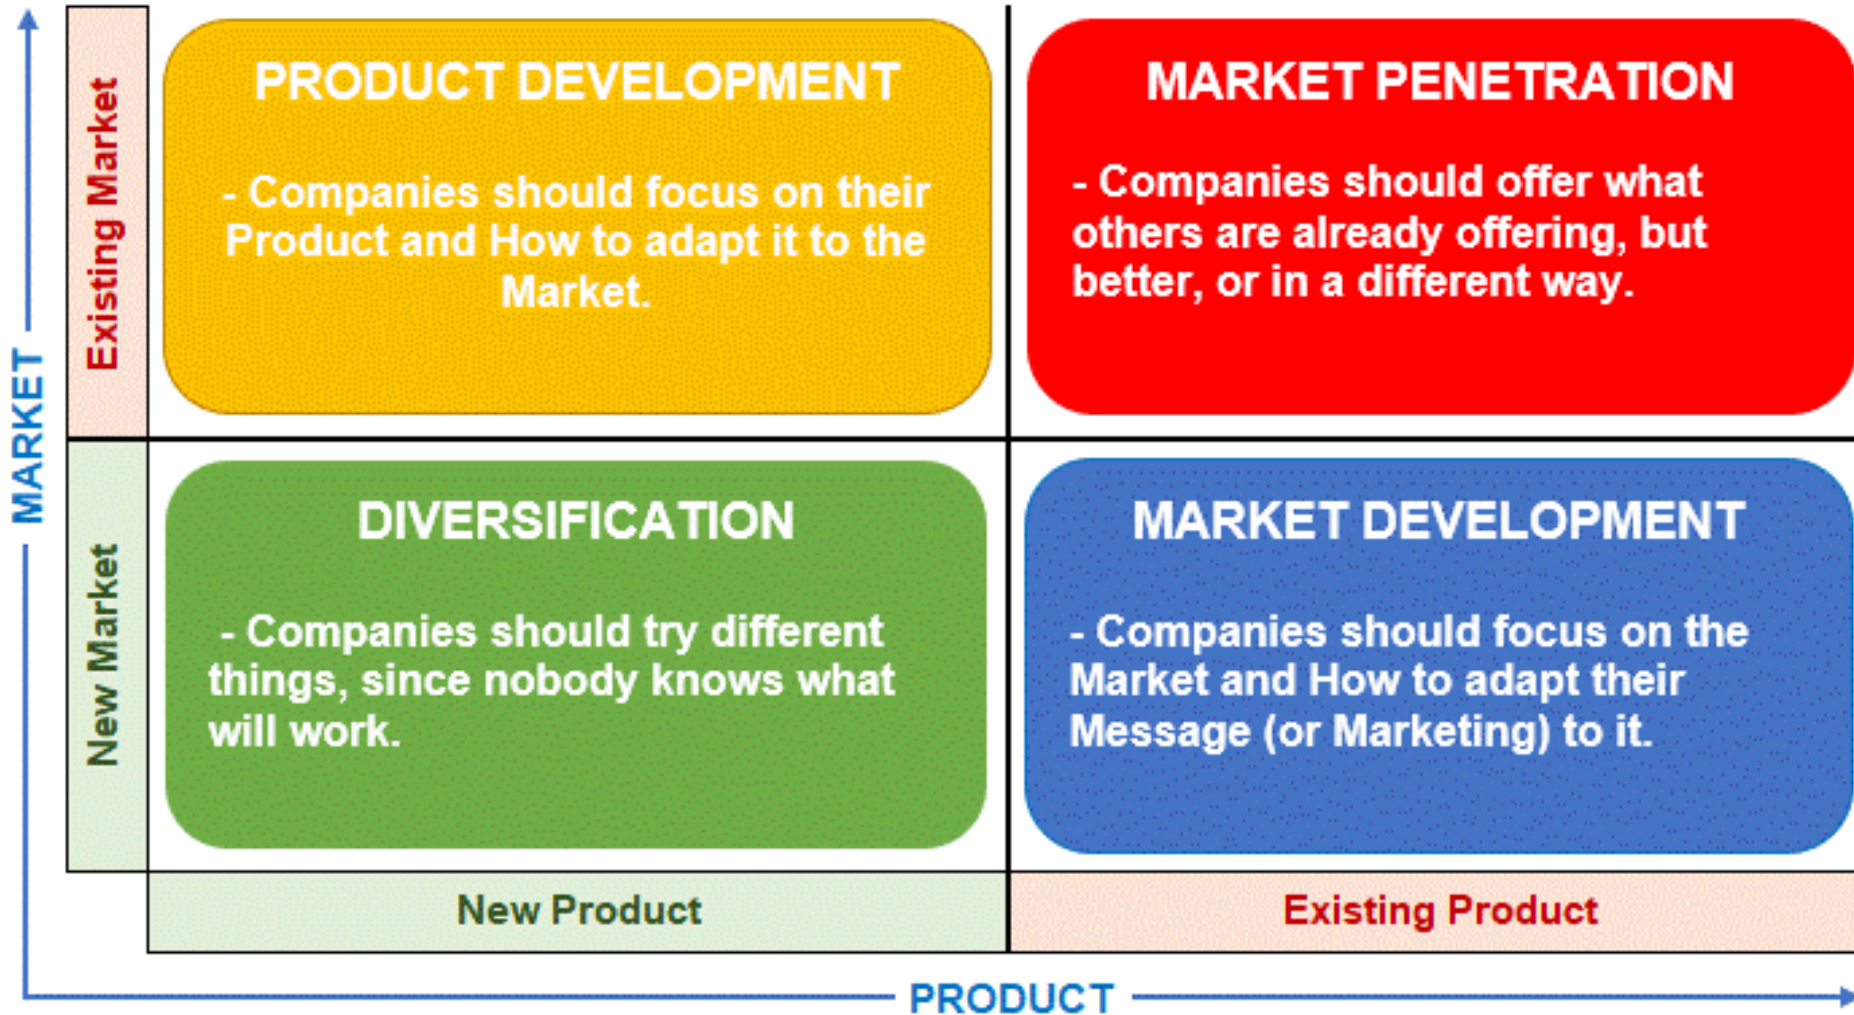 MARKET
Existing Market
New Market
PRODUCT DEVELOPMENT
- Companies should focus on their
Product and How to adapt it to the
Market.
MARKET PENETRATION
- Companies should offer what
others are already offering, but
better, or in a different way.
DIVERSIFICATION
- Companies should try different
things, since nobody knows what
will work.
MARKET DEVELOPMENT
- Companies should focus on the
Market and How to adapt their
Message (or Marketing) to it.
New Product
Existing Product
PRODUCT